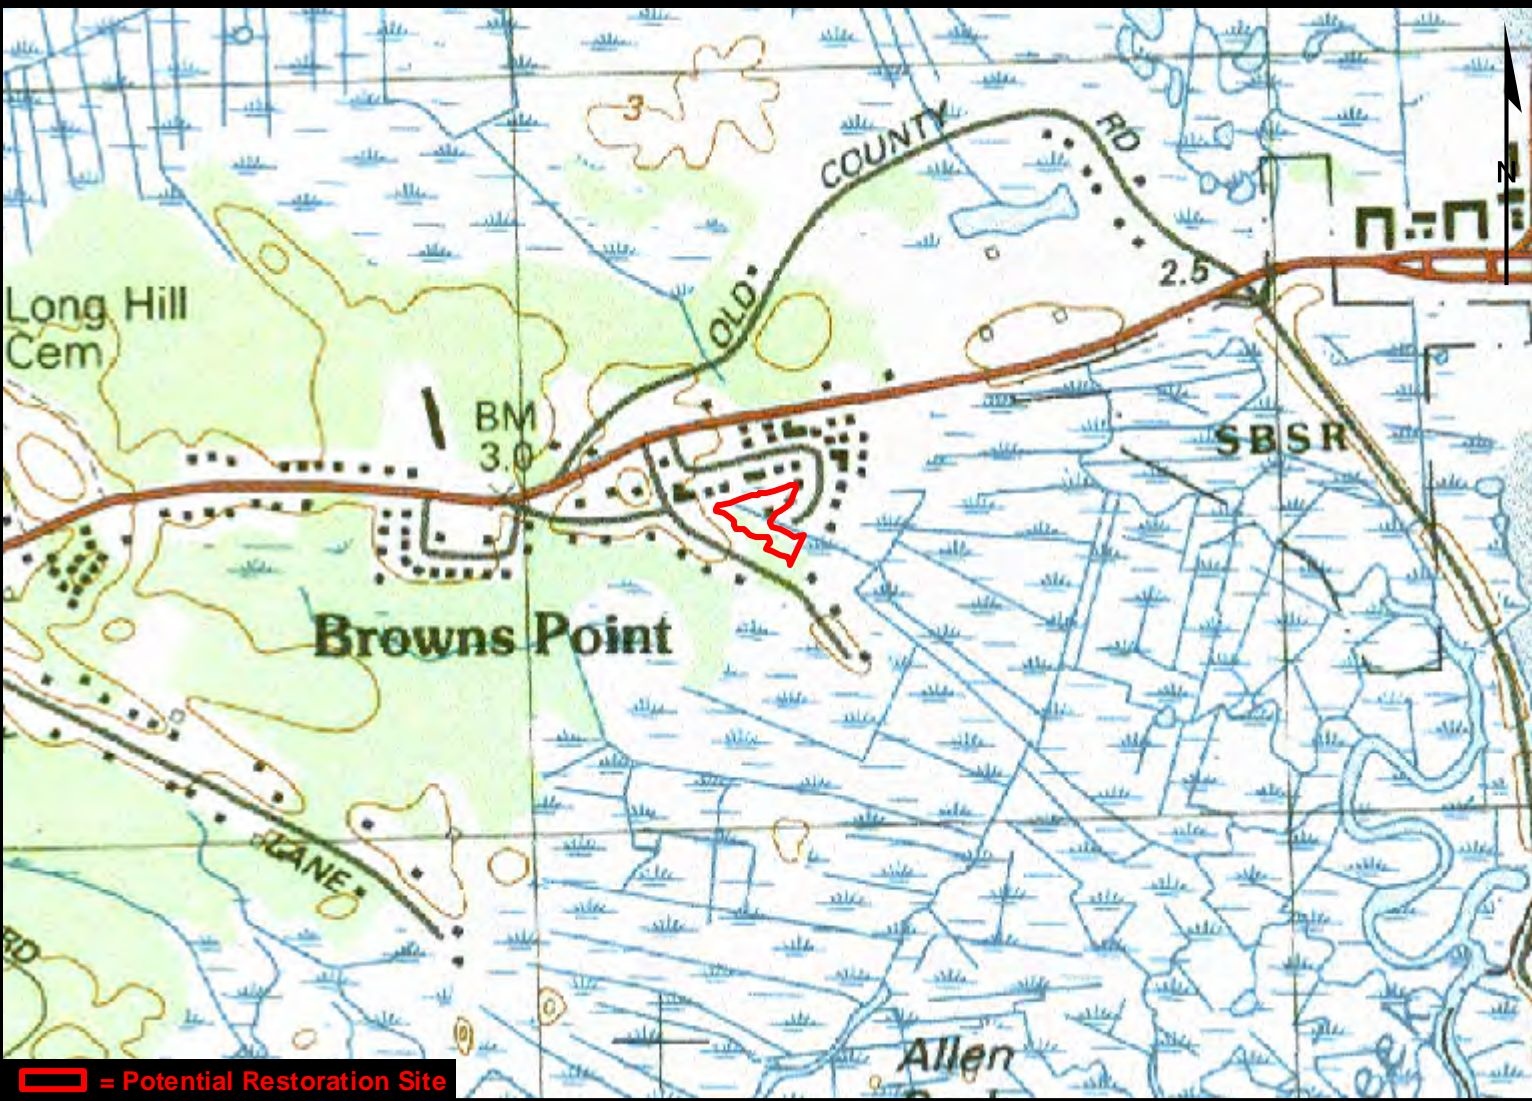 3
COUNTY
RD
N
2.5
Long Hill
Cem
OLD
BM
3.0
SBSR
Browns Point
LANE
RD
Allen
= Potential Restoration Site